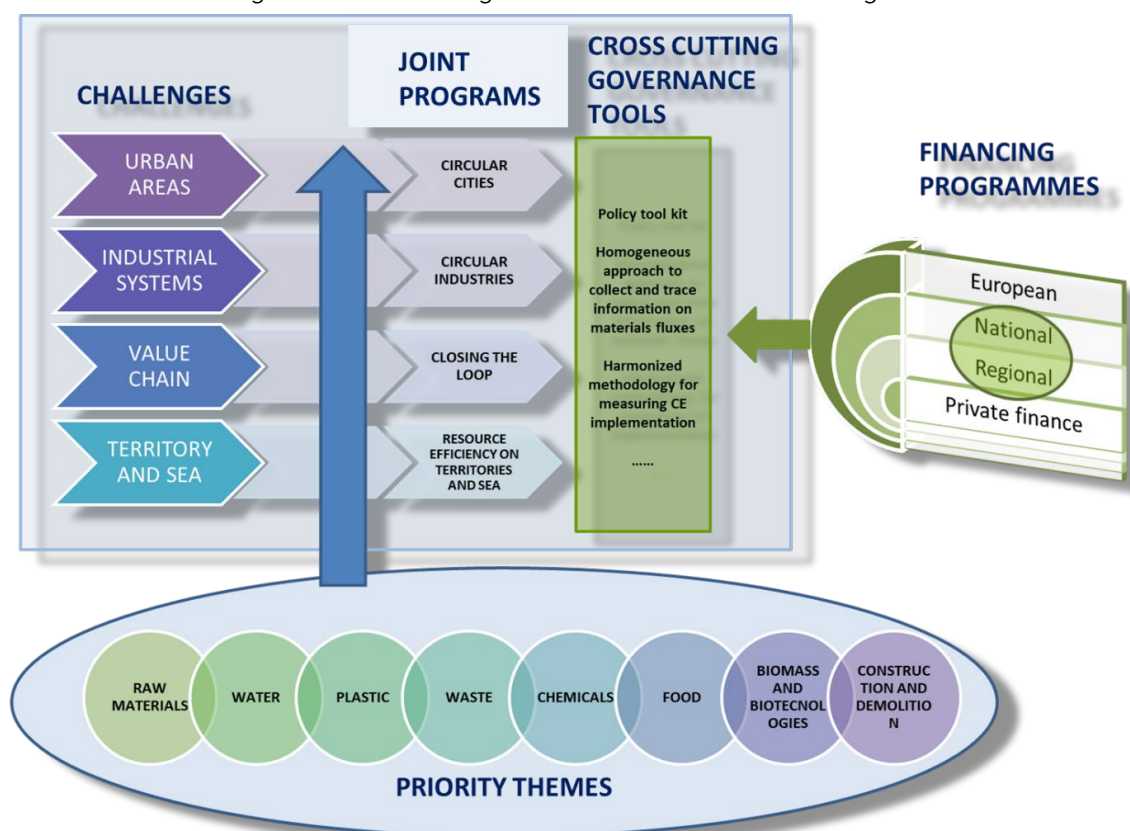 CHALLENGES
JOINT
PROGRAMS
CROSS CUTTING
GOVERNANCE
TOOLS
URBAN
AREAS
CIRCULAR
CITIES
INDUSTRIAL
SYSTEMS
CIRCULAR
INDUSTRIES
VALUE
CHAIN
CLOSING THE
LOOP
TERRITORY
AND SEA
RESOURCE
EFFICIENCY ON
TERRITORIES
AND SEA
Policy tool kit
Homogeneous
approach to
collect and trace
information on
materials fluxes
Harmonized
methodology for
measuring CE
implementation
......
FINANCING
PROGRAMMES
European
National
Regional
Private finance
RAW
MATERIALS
WATER
PLASTIC
WASTE
CHEMICALS
FOOD
BIOMASS
AND
BIOTECNOL
OGIES
CONSTRUC
TION AND
DEMOLITIO
N
PRIORITY THEMES